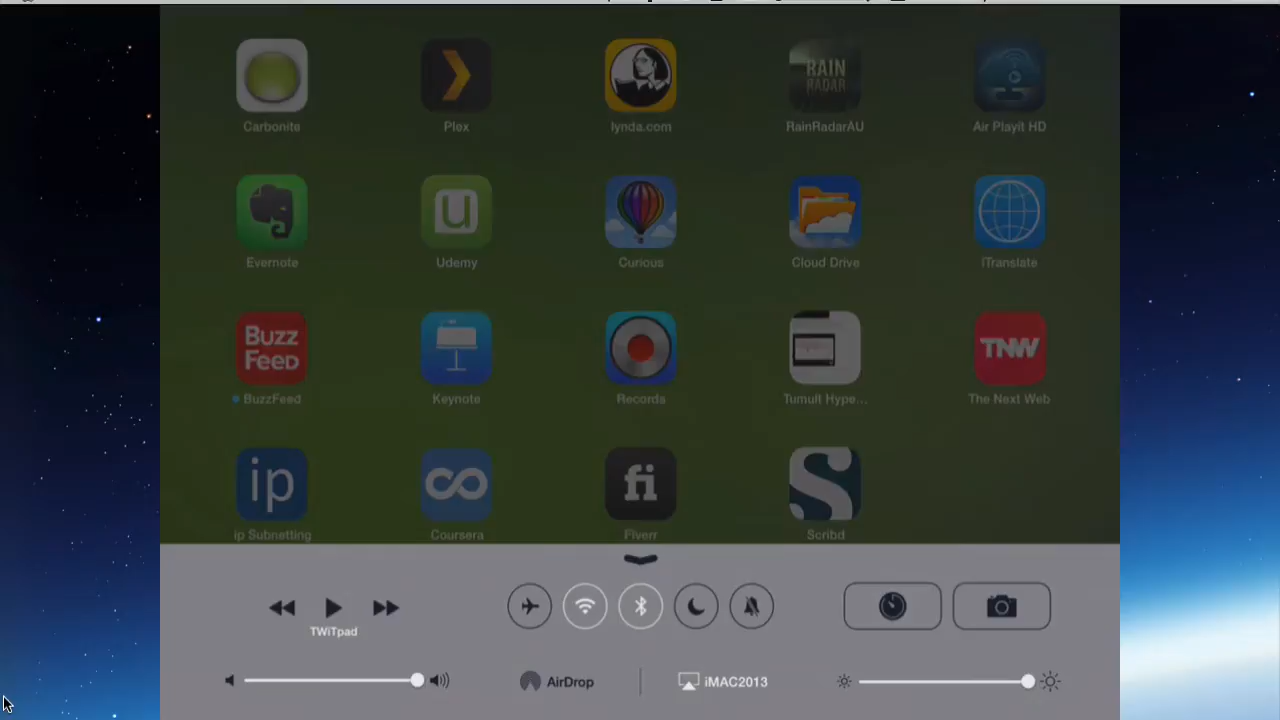 Carbonite Plex lynda.com RainRadarAU Air Playit HD
RAIN
RADAR
Evernote Udemy Curious Cloud Drive iTranslate
u
Buzz
FeeD
TNW
BuzzFeed Keynote Records Tumult Hype... The Next Web
ip
fi
S
ip Subnetting Coursera Fiverr Scribd
TWiTpad
AirDrop
iMAC2013